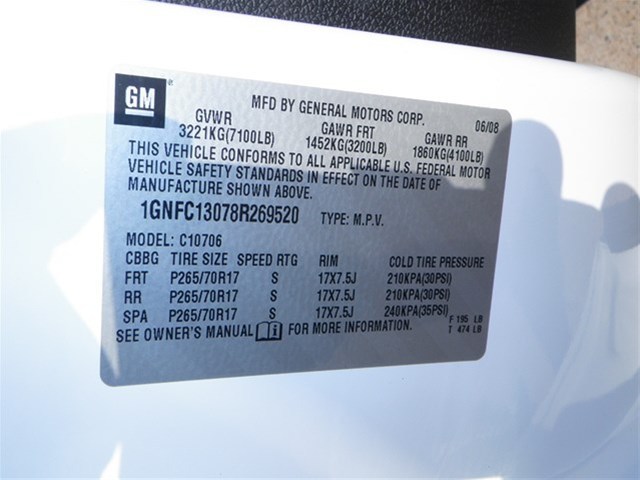 GM
MFD BY GENERAL MOTORS CORP. 06/08
GVWR GAWR FRT GAWR RR
3221KG(7100LB) 1452KG(3200LB) 1860KG(4100LB)
THIS VEHICLE CONFORMS TO ALL APPLICABLE U.S. FEDERAL MOTOR
VEHICLE SAFETY STANDARDS IN EFFECT ON THE DATE OF
MANUFACTURE SHOWN ABOVE.
1GNFC13078R269520 TYPE: M.P.V.
MODEL: C10706
CBBG TIRE SIZE SPEED RTG RIM COLD TIRE PRESSURE
FRT P265/70R17 S 17X7.5J 210KPA(30PSI)
RR P265/70R17 S 17X7.5J 210KPA(30PSI)
SPA P265/70R17 S 17X7.5J 240KPA(35PSI)
F 195 LB
SEE OWNER'S MANUAL FOR MORE INFORMATION. T 474 LB